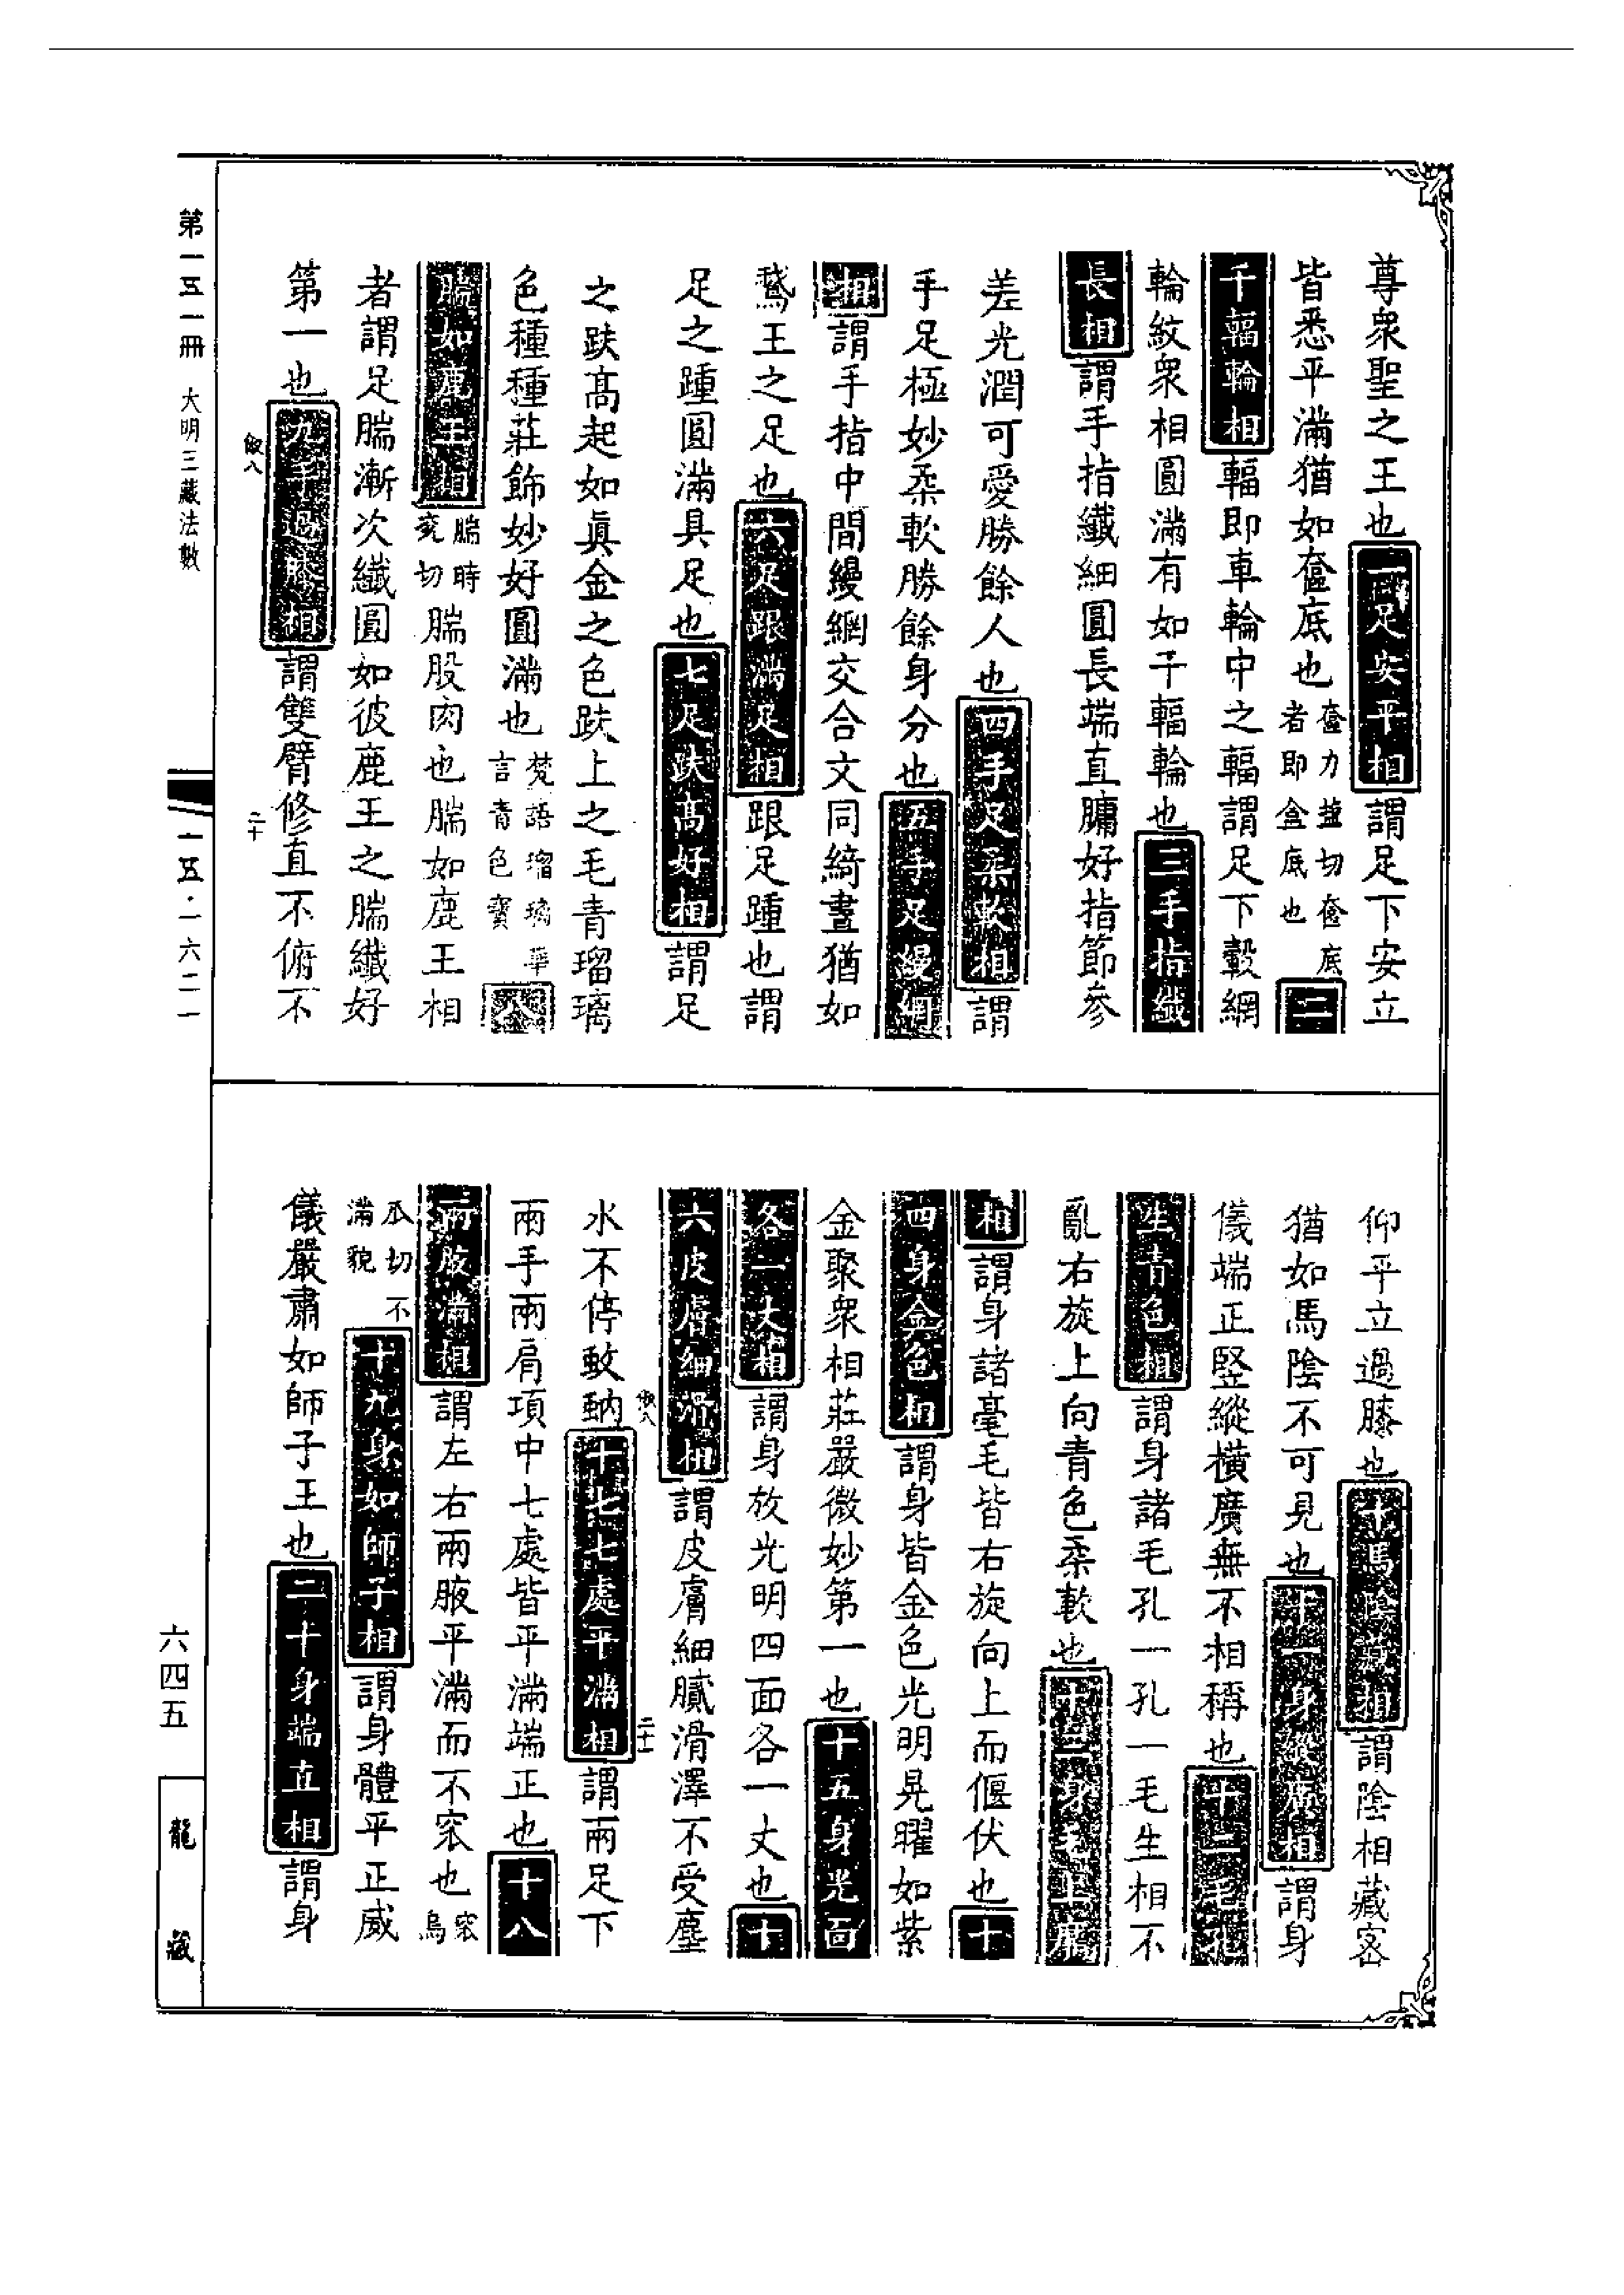 尊衆聖之王也一足安平相謂足下安立
皆悉平滿猶如奩底也奩力鹽切奩底者即盒底也二
千輻輪相輻即車輪中之輻謂足下轂網
輪紋衆相圓滿有如千輻輪也三手指纖
長相謂手指纖細圓長端直𦟛好指節參
差光潤可愛勝餘人也四手足柔軟相謂
手足極妙柔軟勝餘身分也五手足縵網
相謂手指中間縵網交合文同綺畫猶如
鵞王之足也六足跟滿足相跟足踵也謂
足之踵圓滿具足也七足趺高好相謂足
之趺高起如眞金之色趺上之毛青瑠璃
色種種莊飾妙好圓滿也梵語瑠璃華言青色寶八
腨如鹿王相腨時兖切腨股肉也腨如鹿王相
者謂足腨漸次纖圓如彼鹿王之腨纖好
第一也九手過膝相謂雙臂修直不俯不
仰平立過膝也十馬陰藏相謂陰相藏密
猶如馬陰不可見也十一身縱廣相謂身
儀端正竪縱橫廣無不相稱也十二毛孔
生青色相謂身諸毛孔一孔一毛生相不
亂右旋上向青色柔軟也十三身毛上靡
相謂身諸毫毛皆右旋向上而偃伏也十
四身金色相謂身皆金色光明晃曜如紫
金聚衆相莊嚴微妙第一也十五身光面
各一丈相謂身放光明四面各一丈也十
六皮膚細滑相謂皮膚細膩滑澤不受塵
水不停蚊蚋十七七處平滿相謂兩足下
兩手兩肩項中七處皆平滿端正也十八
兩腋滿相謂左右兩腋平滿而不窊也窊烏
瓜切不滿貌十九身如師子相謂身體平正威
儀嚴肅如師子王也二十身端直相謂身
第一五一冊 大明三藏法數
一五·一六二一
六四五
龍藏
二十
二十一